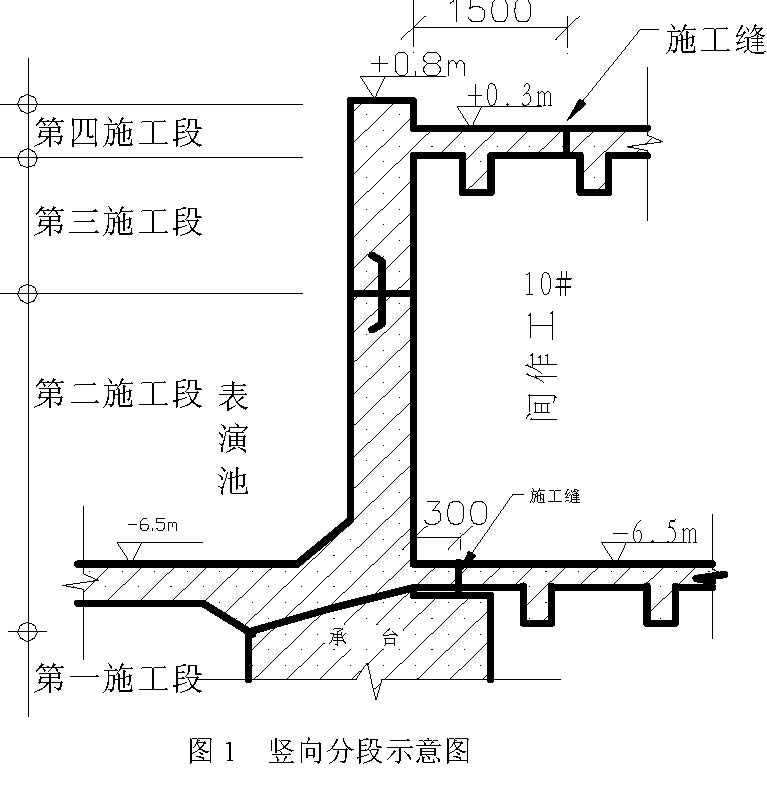 1500
施工缝
+0.8m
+0.3m
第四施工段
第三施工段
10#
工作间
第二施工段
表演池
300
施工缝
-6.5m
-6.5m
承 台
第一施工段
图1 竖向分段示意图